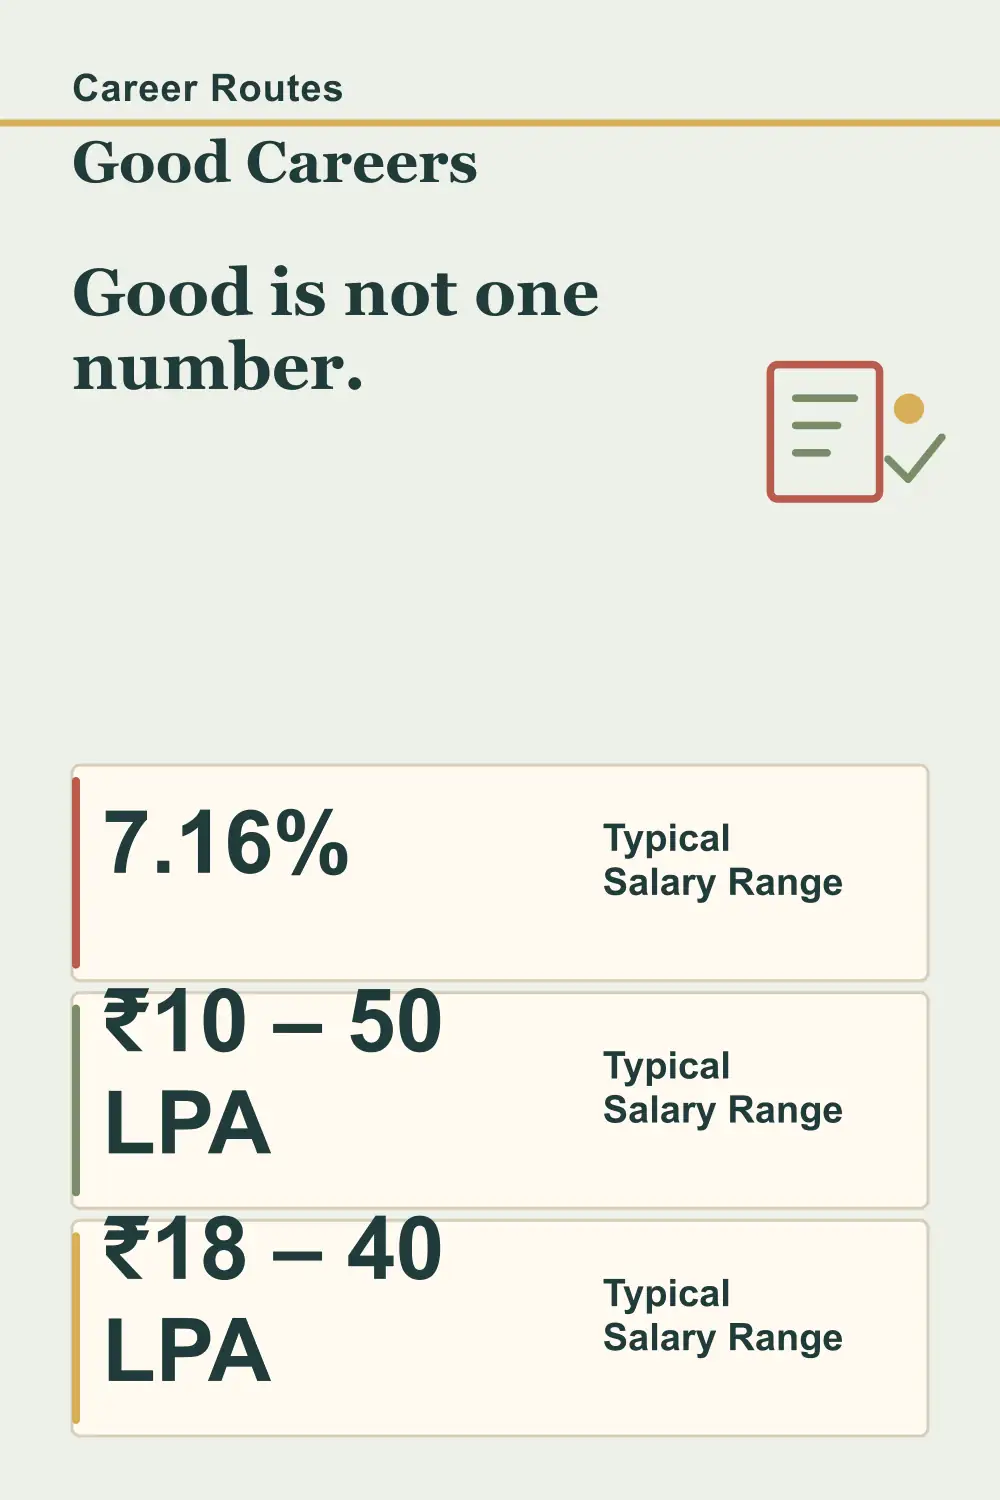 Career Routes
Good Careers
Good is not one
number.
7.16%
Typical
Salary Range
₹10 – 50
LPA
Typical
Salary Range
₹18 – 40
LPA
Typical
Salary Range